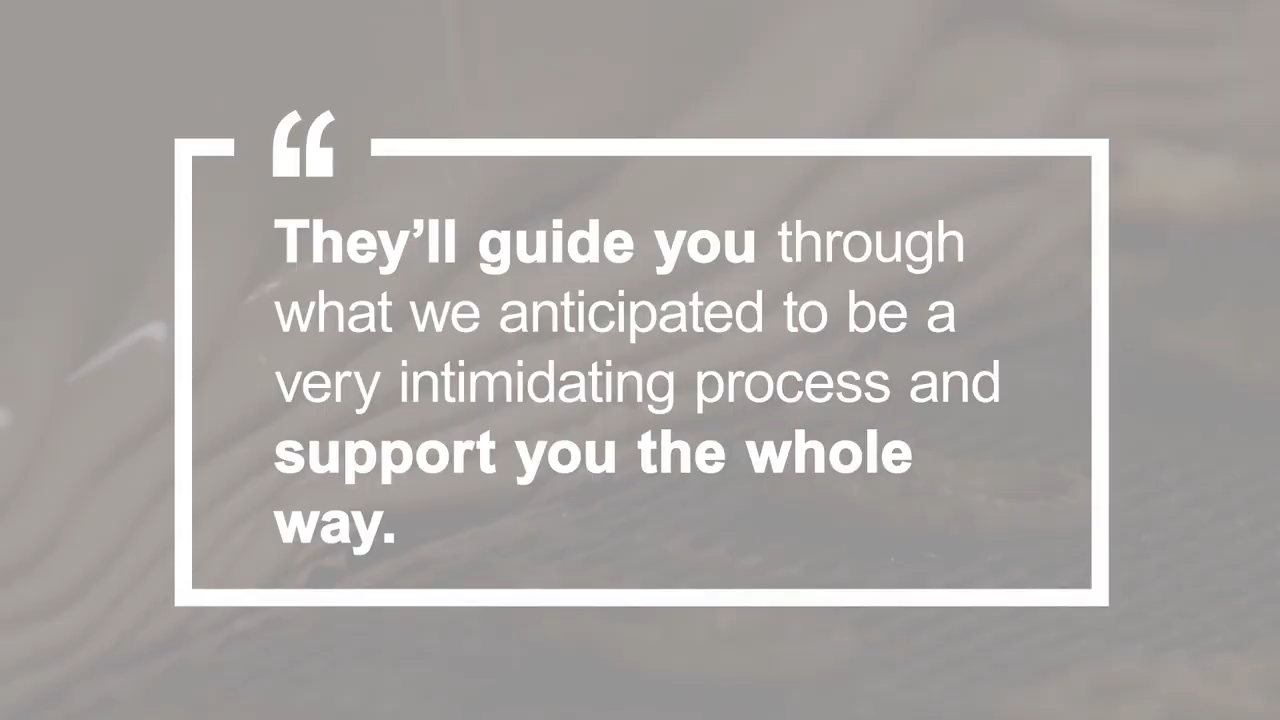 “
They’ll guide you through
what we anticipated to be a
very intimidating process and
support you the whole
way.